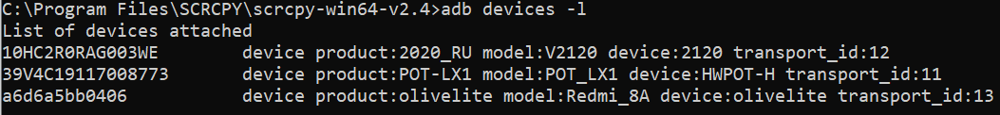 C:\Program Files\SCRCPY\scrcpy-win64-v2.4>adb devices -l
List of devices attached
10HC2R0RAG003WE        device product:2020_RU model:V2120 device:2120 transport_id:12
39V4C19117008773       device product:POT-LX1 model:POT_LX1 device:HWPOT-H transport_id:11
a6d6a5bb0406           device product:olivelite model:Redmi_8A device:olivelite transport_id:13